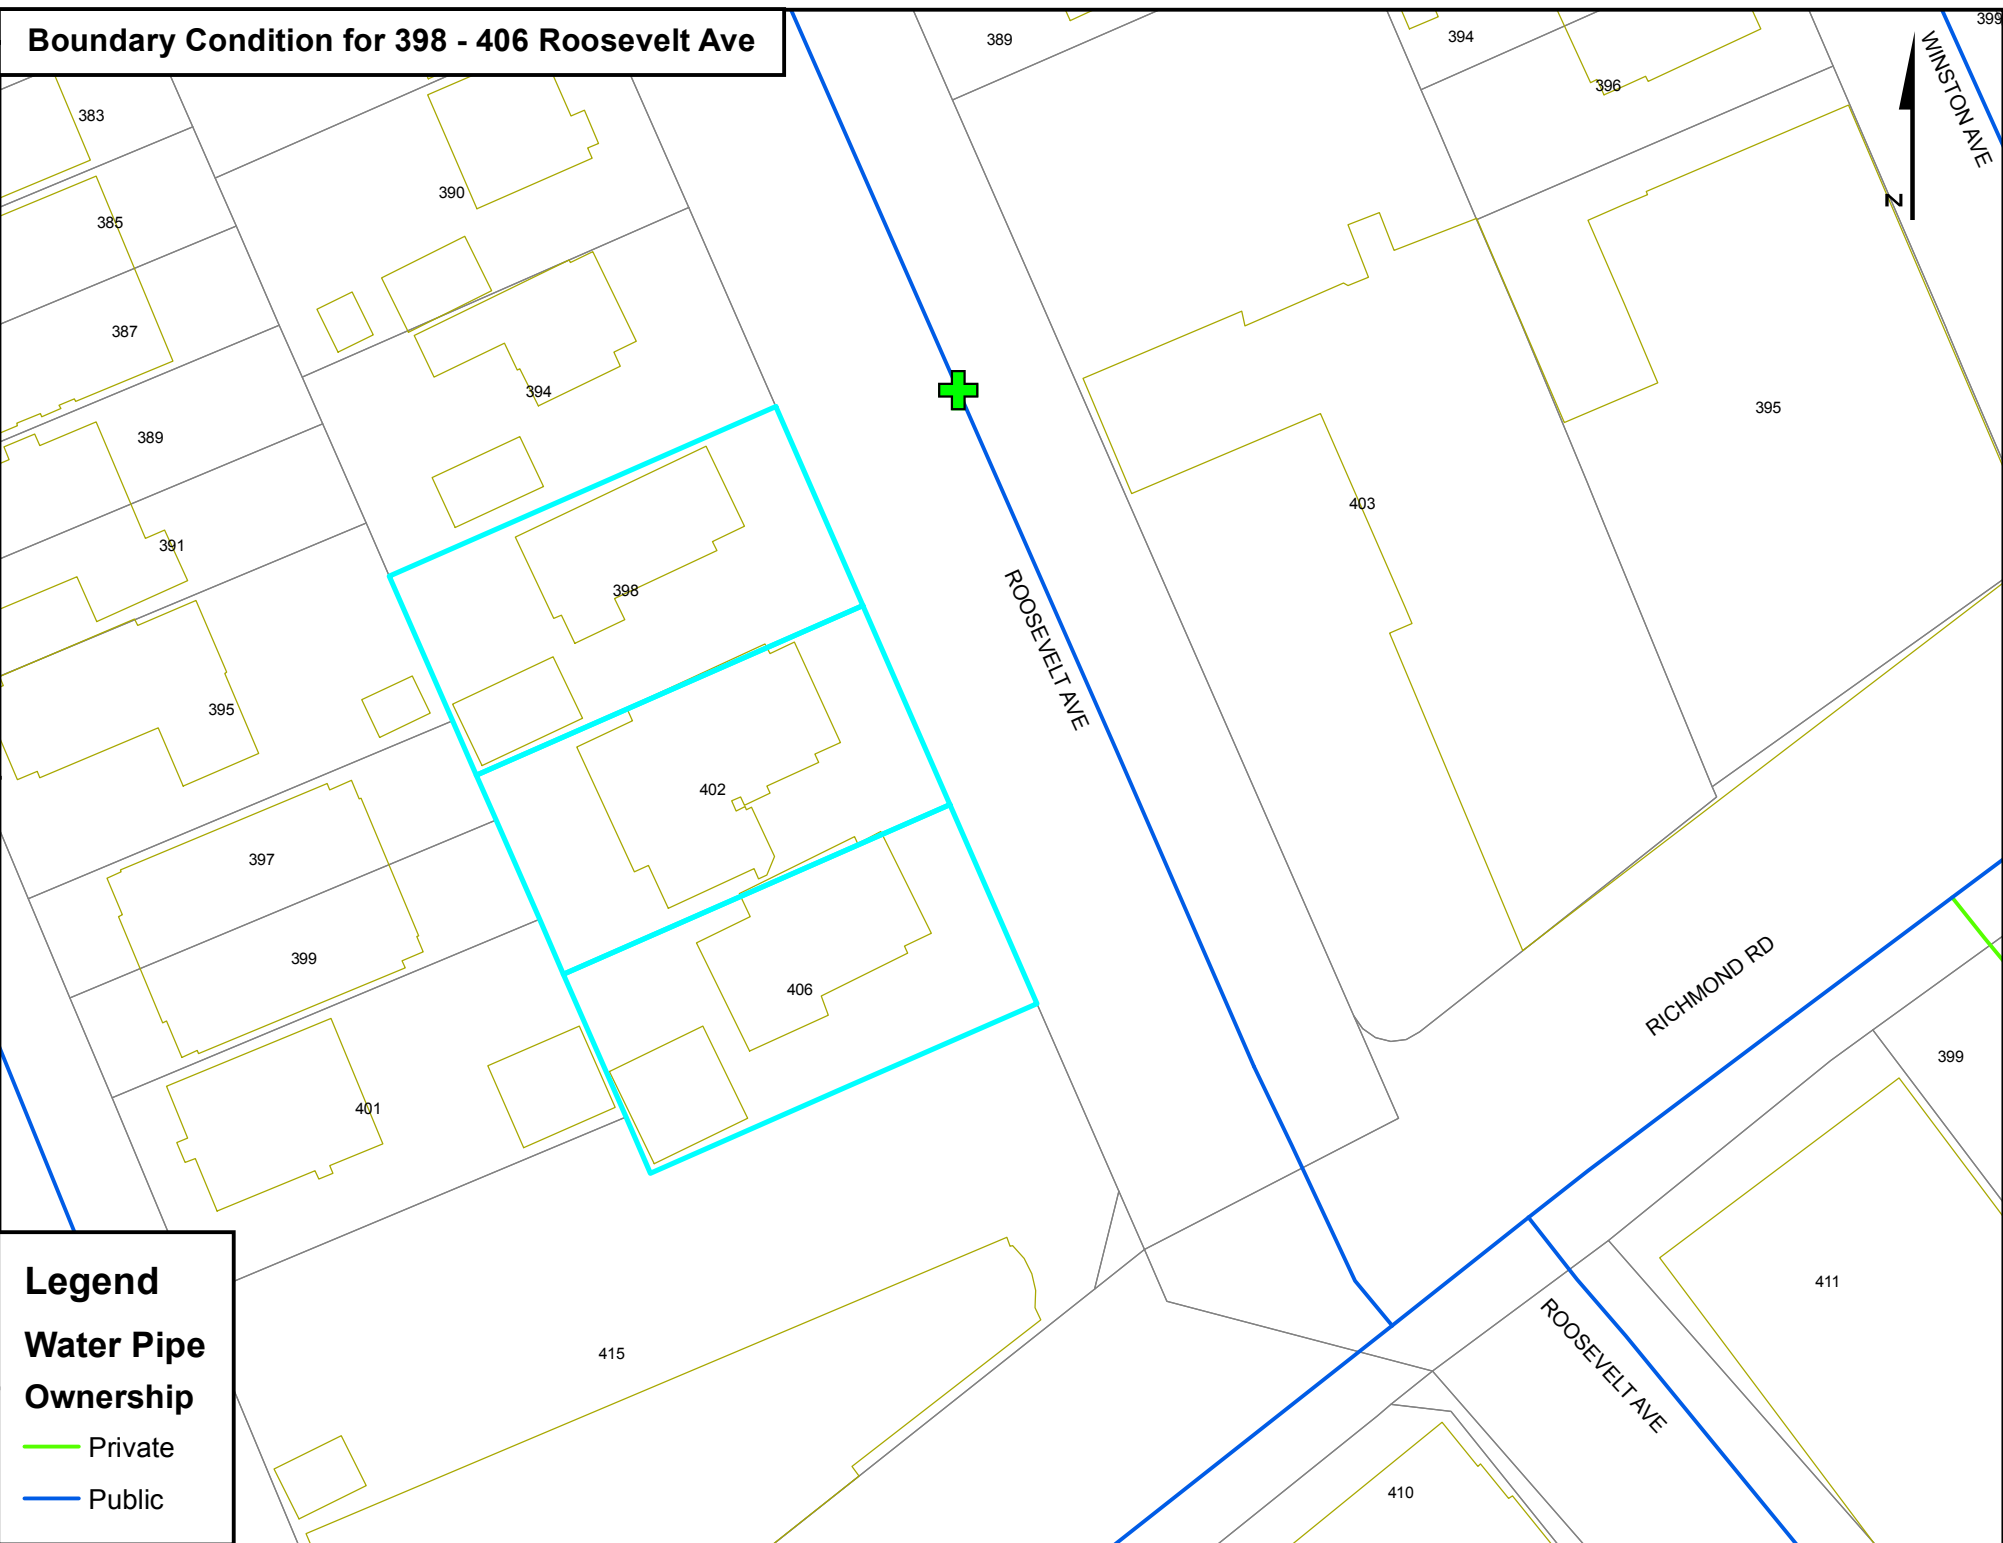 Boundary Condition for 398 - 406 Roosevelt Ave
389
394
399
WINSTON AVE
396
383
390
N
385
387
394
389
395
403
391
398
ROOSEVELT AVE
395
402
397
399
406
RICHMOND RD
399
401
411
415
ROOSEVELT AVE
410
Legend
Water Pipe
Ownership
Private
Public